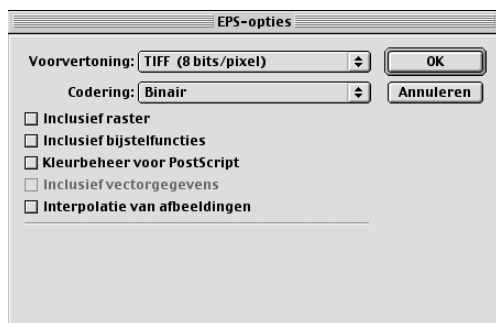 EPS-opties
Voorvertoning: TIFF (8 bits/pixel) OK
Codering: Binair Annuleren
Inclusief raster
Inclusief bijstelfuncties
Kleurbeheer voor PostScript
Inclusief vectorgegevens
Interpolatie van afbeeldingen